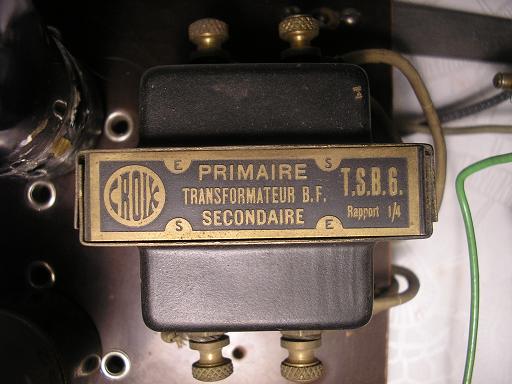 E S
PRIMAIRE
CROIX
TRANSFORMATEUR B.F.
T.S.B.G.
SECONDAIRE
Rapport 1/4
S E